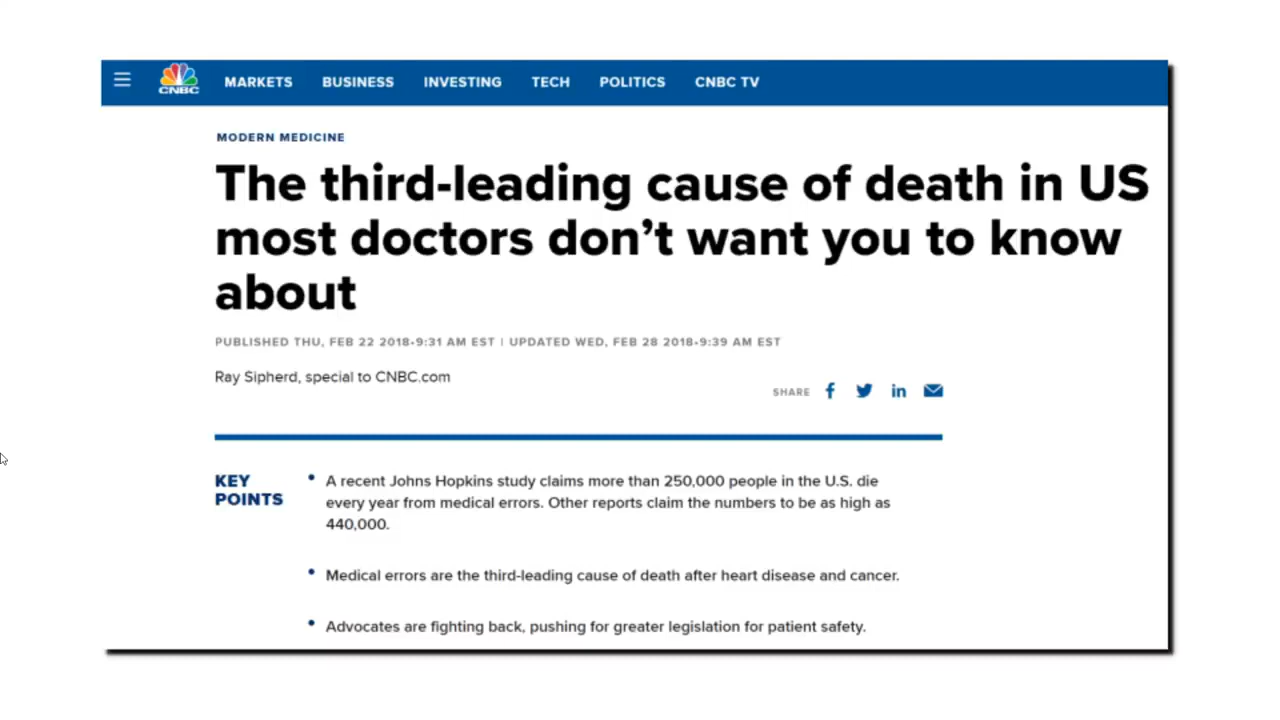 CNBC
MARKETS BUSINESS INVESTING TECH POLITICS CNBC TV
MODERN MEDICINE
The third-leading cause of death in US
most doctors don’t want you to know
about
PUBLISHED THU, FEB 22 2018•9:31 AM EST | UPDATED WED, FEB 28 2018•9:39 AM EST
Ray Sipherd, special to CNBC.com
SHARE
KEY
POINTS
• A recent Johns Hopkins study claims more than 250,000 people in the U.S. die
every year from medical errors. Other reports claim the numbers to be as high as
440,000.
• Medical errors are the third-leading cause of death after heart disease and cancer.
• Advocates are fighting back, pushing for greater legislation for patient safety.